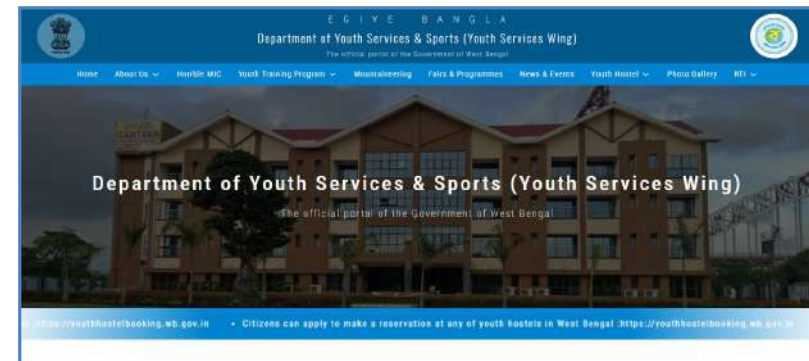 EGIYE BANGLA
Department of Youth Services & Sports (Youth Services Wing)
The official portal of the Government of West Bengal
Home About Us Hon'ble MIC Youth Training Program Mountaineering Fairs & Programmes News & Events Youth Hostel Photo Gallery RTI
CANTEEN
Department of Youth Services & Sports (Youth Services Wing)
The official portal of the Government of West Bengal
:https://youthhostelbooking.wb.gov.in • Citizens can apply to make a reservation at any of youth hostels in West Bengal :https://youthhostelbooking.wb.gov.in